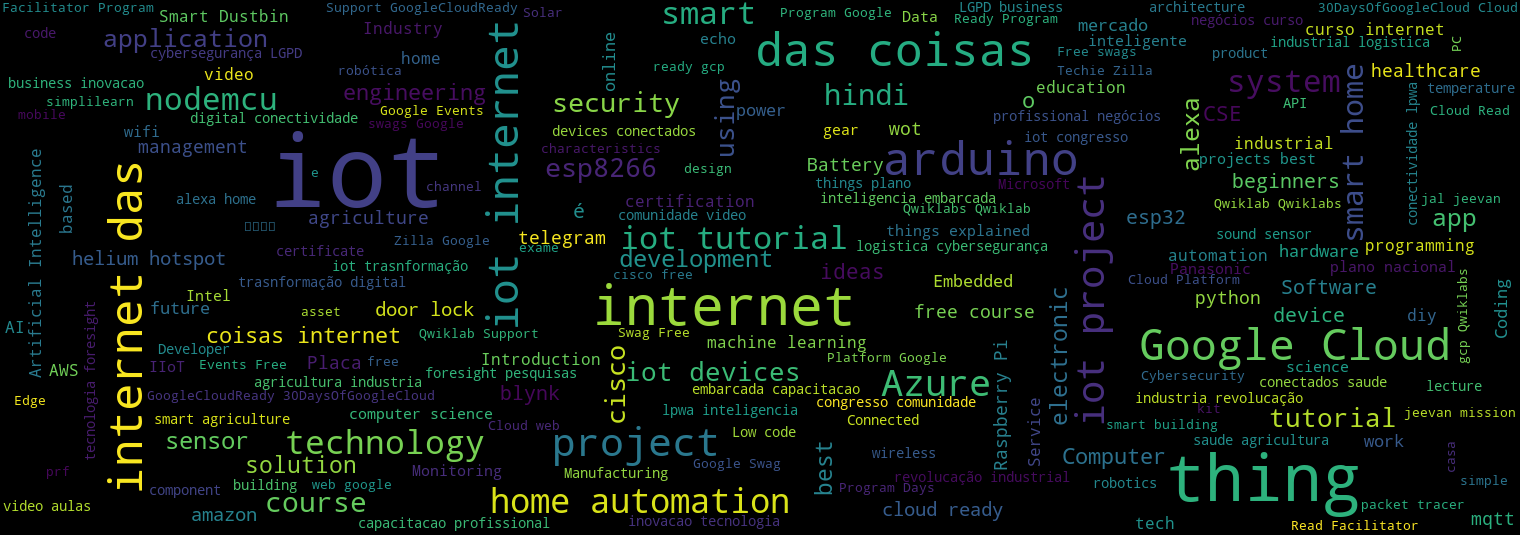 Facilitator Program
Smart Dustbin
Support GoogleCloudReady
Solar
smart
Program Google
Data
LGPD business
Ready Program
architecture
30DaysOfGoogleCloud Cloud
code
application
Industry
internet
iot
echo
das coisas
mercado
inteligente
negócios curso
curso internet
industrial logistica
PC
cybersegurança LGPD
home
online
Free swags
product
business inovacao
video
robótica
ready gcp
Techie Zilla
system
healthcare
simplilearn
nodemcu
engineering
security
using
power
hindi
o
education
API
temperature
mobile
digital conectividade
Google Events
swags Google
profissional negócios
CSE
smart home
Cloud Read
wifi
management
devices conectados
gear
wot
iot congresso
alexa
industrial
conectividade lpwa
iot
characteristics
esp8266
design
Battery
arduino
projects best
Artificial Intelligence
internet das
e
channel
things plano
Microsoft
beginners
jal jeevan
based
alexa home
certification
inteligencia embarcada
Qwiklab Qwiklabs
agriculture
é
comunidade video
Qwiklabs Qwiklab
iot project
esp32
app
Zilla Google
telegram
iot tutorial
things explained
sound sensor
helium hotspot
certificate
exame
development
logistica cybersegurança
automation
hardware
programming
iot trasnformação
cisco free
ideas
Embedded
Panasonic
plano nacional
trasnformação digital
Cloud Platform
Software
Intel
internet
python
future
asset
door lock
free course
device
diy
Coding
AI
coisas internet
Qwiklab Support
Swag Free
machine learning
electronic
Google Cloud
gcp Qwiklabs
tecnologia foresight
Developer
Introduction
Platform Google
science
AWS
IIoT
Events Free
Placa
free
foresight pesquisas
cisco
iot devices
Azure
Raspberry Pi
Cybersecurity
conectados saude
agricultura industria
embarcada capacitacao
lecture
Edge
GoogleCloudReady 30DaysOfGoogleCloud
blynk
congresso comunidade
industria revolucação
smart agriculture
computer science
lpwa inteligencia
Connected
kit
tutorial
jeevan mission
Cloud web
Low code
smart building
sensor
technology
project
best
Service
saude agricultura
work
solution
Google Swag
wireless
Computer
casa
prf
Monitoring
Manufacturing
thing
building
web google
revolucação industrial
robotics
simple
component
Program Days
video aulas
course
home automation
cloud ready
packet tracer
amazon
capacitacao profissional
inovacao tecnologia
tech
Read Facilitator
mqtt